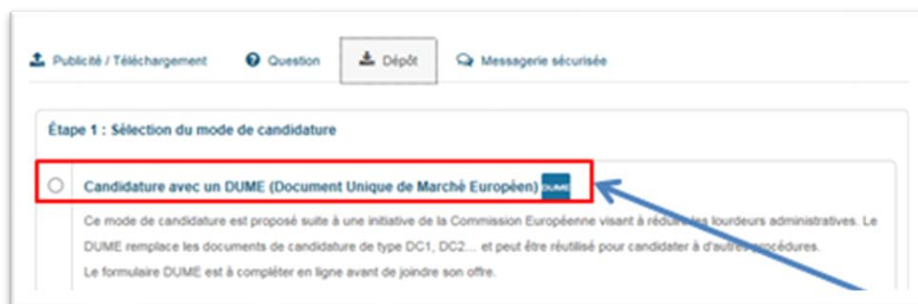 Publicité / Téléchargement Question Dépôt Messagerie sécurisée
Étape 1 : Sélection du mode de candidature
Candidature avec un DUME (Document Unique de Marché Européen) DUME
Ce mode de candidature est proposé suite à une initiative de la Commission Européenne visant à réduire les lourdeurs administratives. Le
DUME remplace les documents de candidature de type DC1, DC2... et peut être réutilisé pour candidater à d'autres procédures.
Le formulaire DUME est à compléter en ligne avant de joindre son offre.